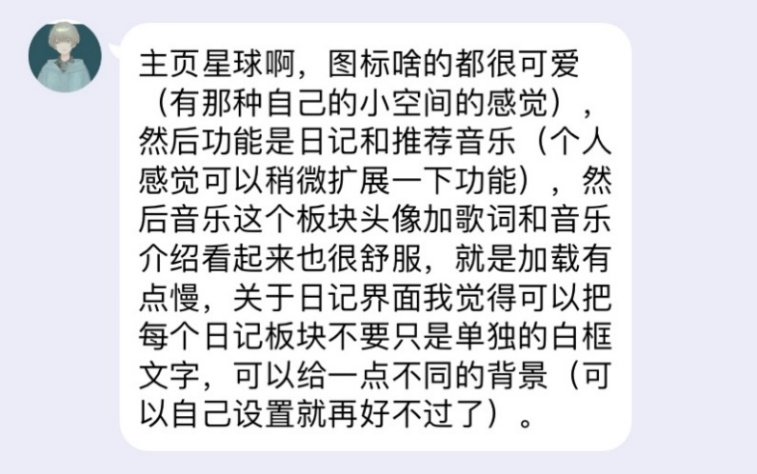 主页星球啊，图标啥的都很可爱
（有那种自己的小空间的感觉），
然后功能是日记和推荐音乐（个人
感觉可以稍微扩展一下功能），然
后音乐这个板块头像加歌词和音乐
介绍看起来也很舒服，就是加载有
点慢，关于日记界面我觉得可以把
每个日记板块不要只是单独的白框
文字，可以给一点不同的背景（可
以自己设置就再好不过了）。